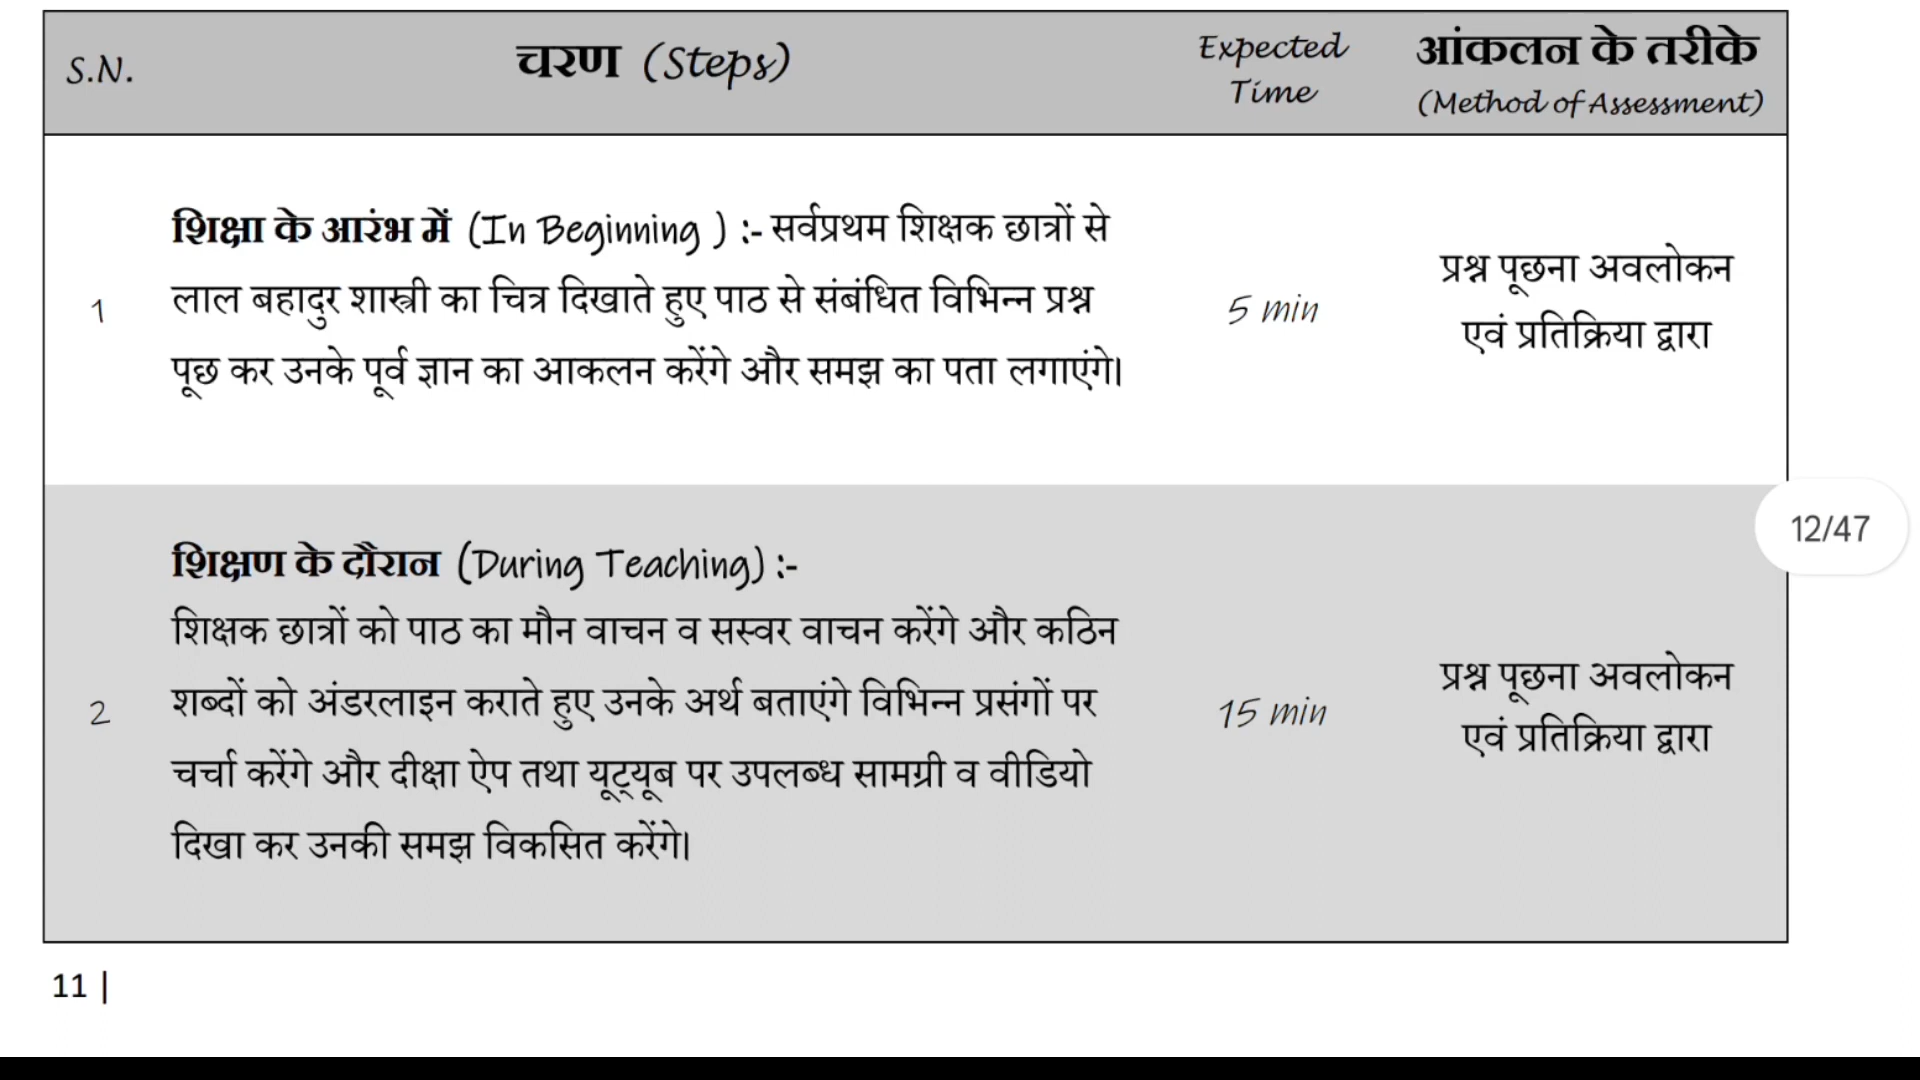 S.N.
चरण (Steps)
Expected
Time
आंकलन के तरीके
(Method of Assessment)
1
शिक्षा के आरंभ में (In Beginning ) :- सर्वप्रथम शिक्षक छात्रों से
लाल बहादुर शास्त्री का चित्र दिखाते हुए पाठ से संबंधित विभिन्न प्रश्न
पूछ कर उनके पूर्व ज्ञान का आकलन करेंगे और समझ का पता लगाएंगे।
5 min
प्रश्न पूछना अवलोकन
एवं प्रतिक्रिया द्वारा
12/47
2
शिक्षण के दौरान (During Teaching) :-
शिक्षक छात्रों को पाठ का मौन वाचन व सस्वर वाचन करेंगे और कठिन
शब्दों को अंडरलाइन कराते हुए उनके अर्थ बताएंगे विभिन्न प्रसंगों पर
चर्चा करेंगे और दीक्षा ऐप तथा यूट्यूब पर उपलब्ध सामग्री व वीडियो
दिखा कर उनकी समझ विकसित करेंगे।
15 min
प्रश्न पूछना अवलोकन
एवं प्रतिक्रिया द्वारा
11 |